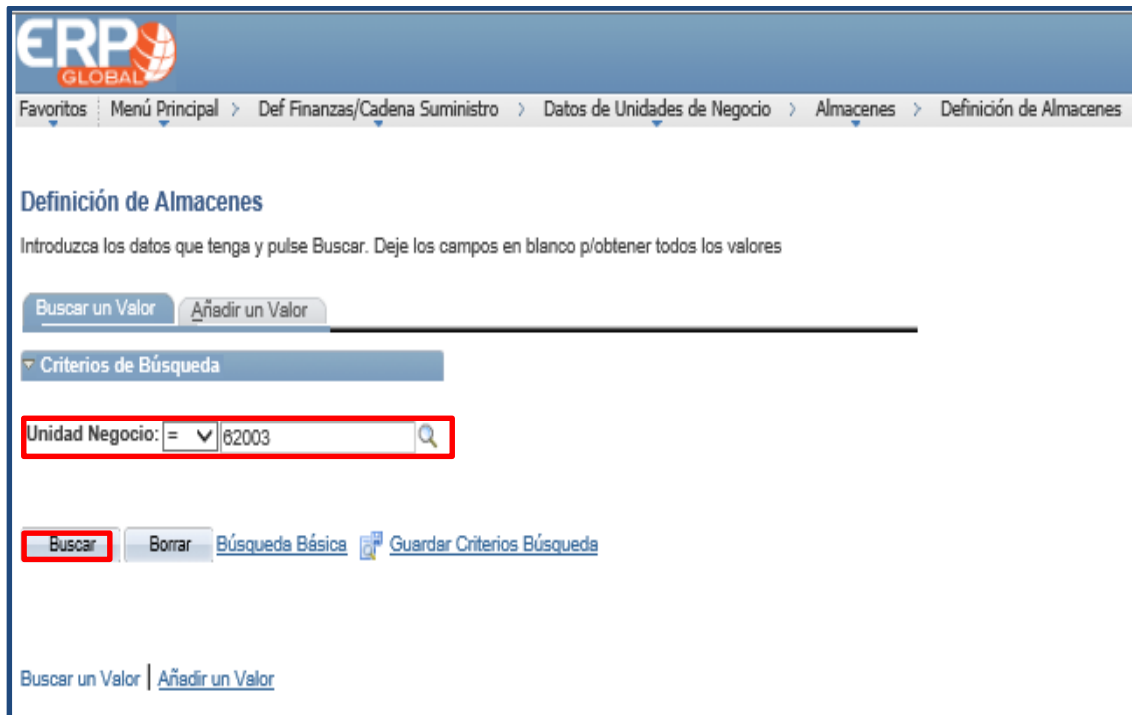 ERP
GLOBAL
Favoritos Menú Principal > Def Finanzas/Cadena Suministro > Datos de Unidades de Negocio > Almacenes > Definición de Almacenes
Definición de Almacenes
Introduzca los datos que tenga y pulse Buscar. Deje los campos en blanco p/obtener todos los valores
Buscar un Valor Añadir un Valor
Criterios de Búsqueda
Unidad Negocio: = 62003
Buscar Borrar Búsqueda Básica Guardar Criterios Búsqueda
Buscar un Valor | Añadir un Valor